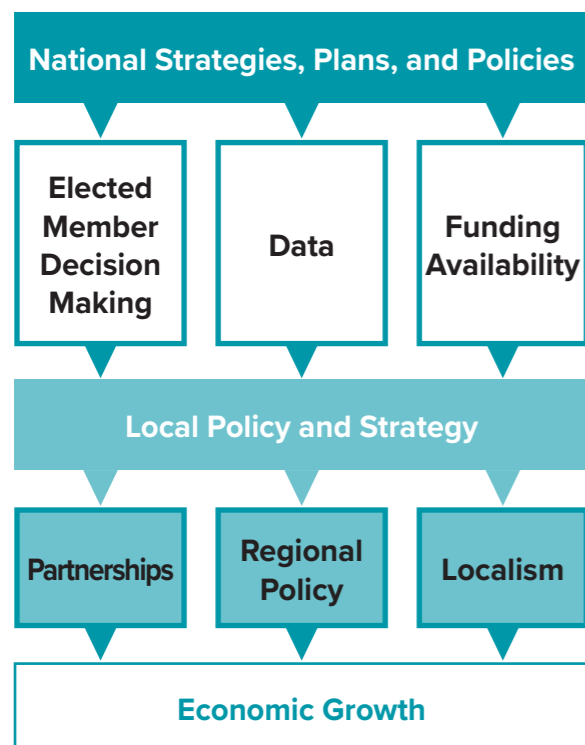 National Strategies, Plans, and Policies
Elected
Member
Decision
Making
Data
Funding
Availability
Local Policy and Strategy
Partnerships
Regional
Policy
Localism
Economic Growth